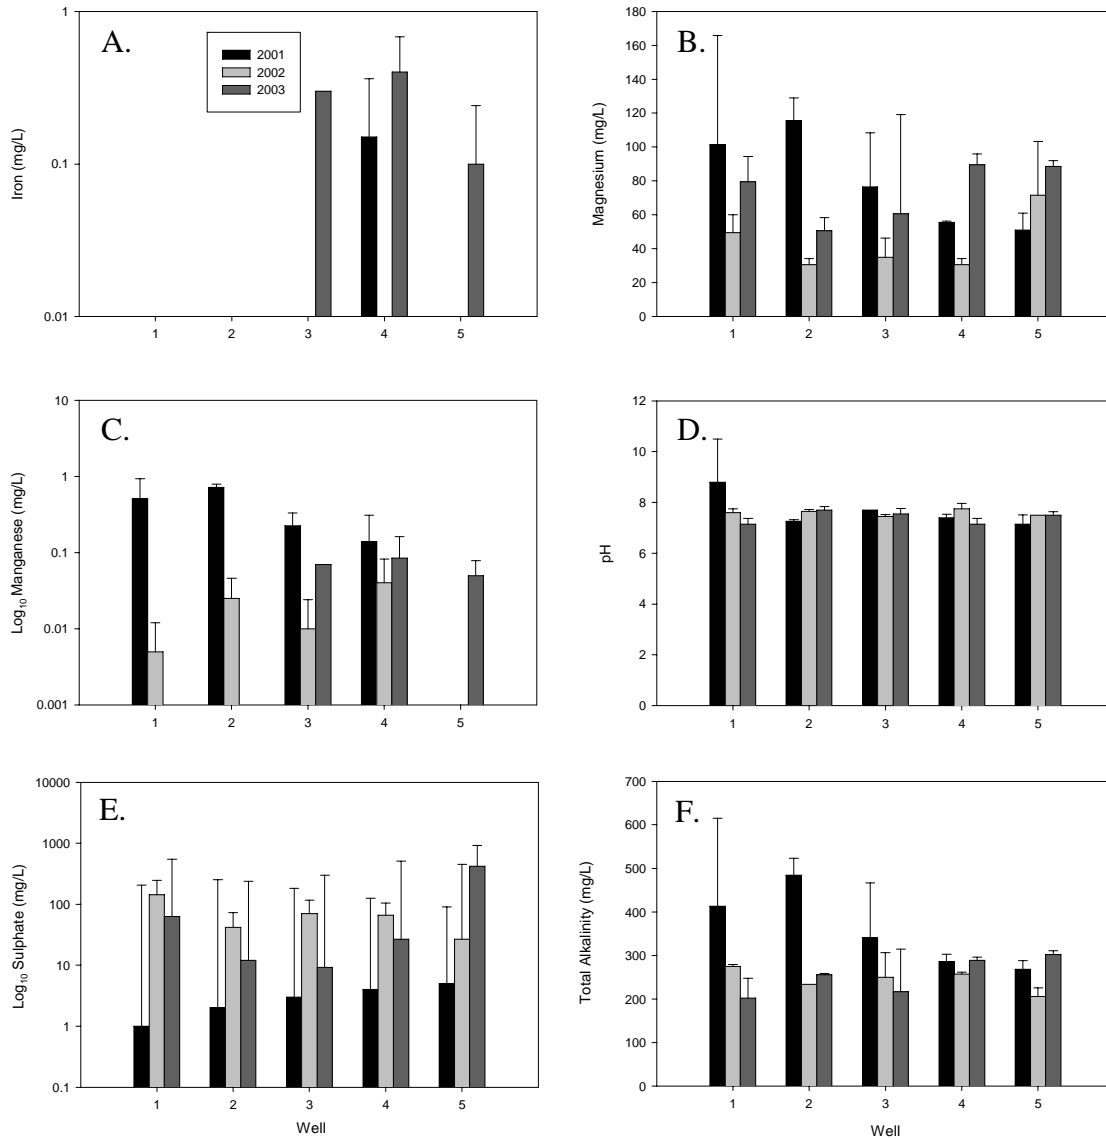 A.
1
0.1
0.01
Iron (mg/L)
2001
2002
2003
1 2 3 4 5
B.
180
160
140
120
100
80
60
40
20
0
Magnesium (mg/L)
1 2 3 4 5
C.
10
1
0.1
0.01
0.001
Log10 Manganese (mg/L)
1 2 3 4 5
D.
12
10
8
6
4
2
0
pH
1 2 3 4 5
E.
10000
1000
100
10
1
0.1
Log10 Sulphate (mg/L)
1 2 3 4 5
Well
F.
700
600
500
400
300
200
100
0
Total Alkalinity (mg/L)
1 2 3 4 5
Well